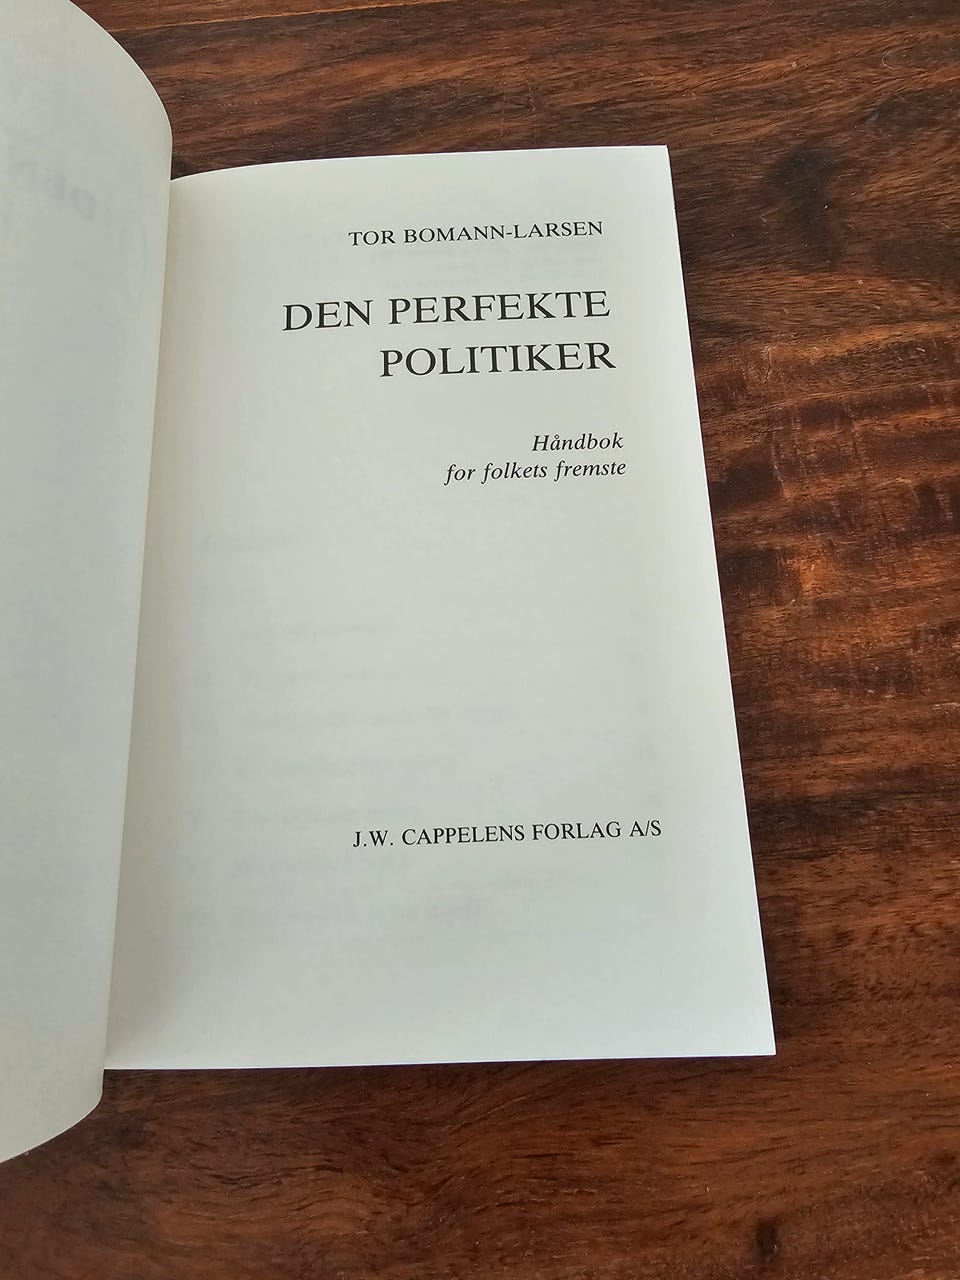 TOR BOMANN-LARSEN
DEN PERFEKTE
POLITIKER
Håndbok
for folkets fremste
J.W. CAPPELENS FORLAG A/S